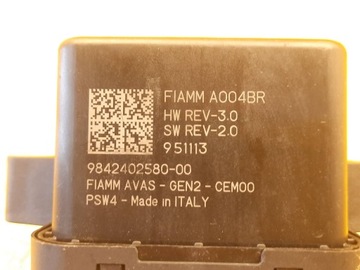 FIAMM A004BR
HW REV-3.0
SW REV-2.0
951113
9842402580-00
FIAMM AVAS - GEN2 - CEM00
PSW4 - Made in ITALY